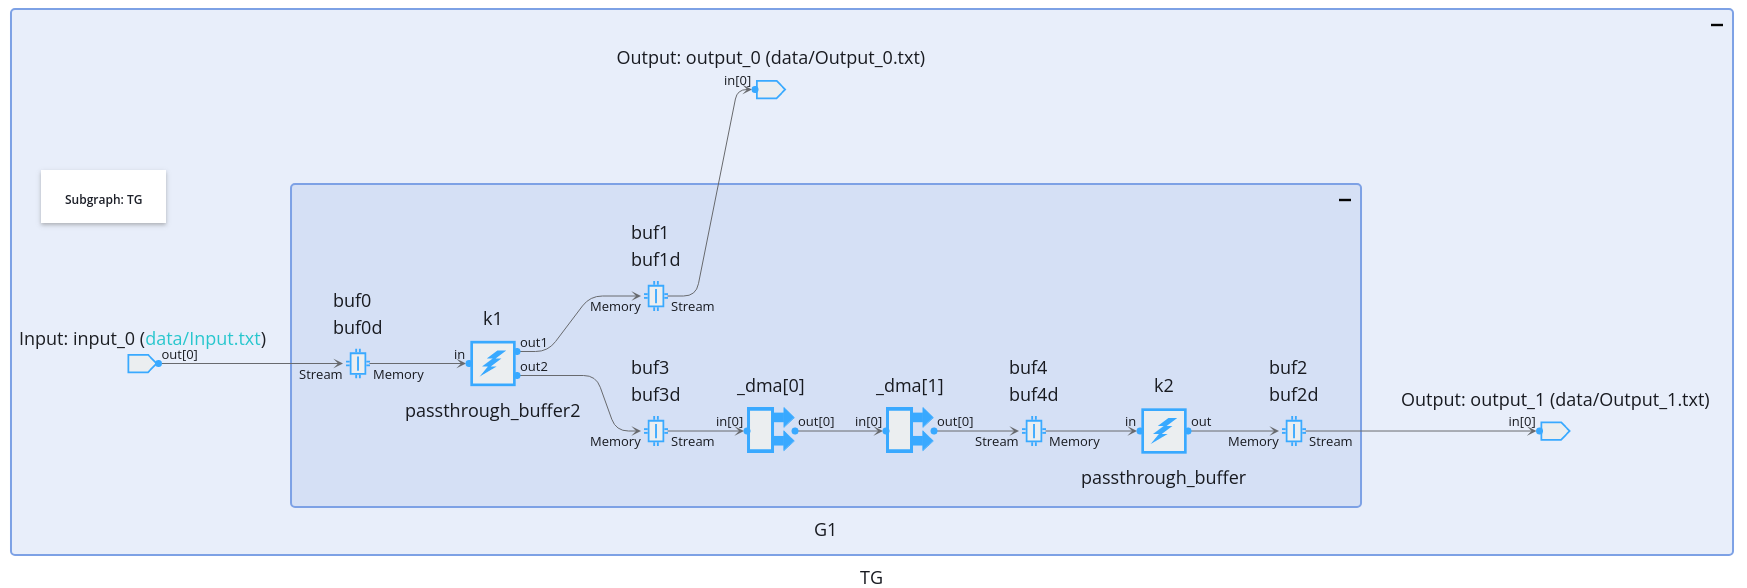 Output: output_0 (data/Output_0.txt)
in[0]
Subgraph: TG
buf1
buf1d
Memory
Stream
buf0
buf0d
Stream
Memory
Input: input_0 (data/Input.txt)
out[0]
k1
in
out1
out2
passthrough_buffer2
buf3
buf3d
Memory
Stream
_dma[0]
in[0]
out[0]
_dma[1]
in[0]
out[0]
buf4
buf4d
Stream
Memory
k2
in
out
passthrough_buffer
buf2
buf2d
Memory
Stream
Output: output_1 (data/Output_1.txt)
in[0]
G1
TG